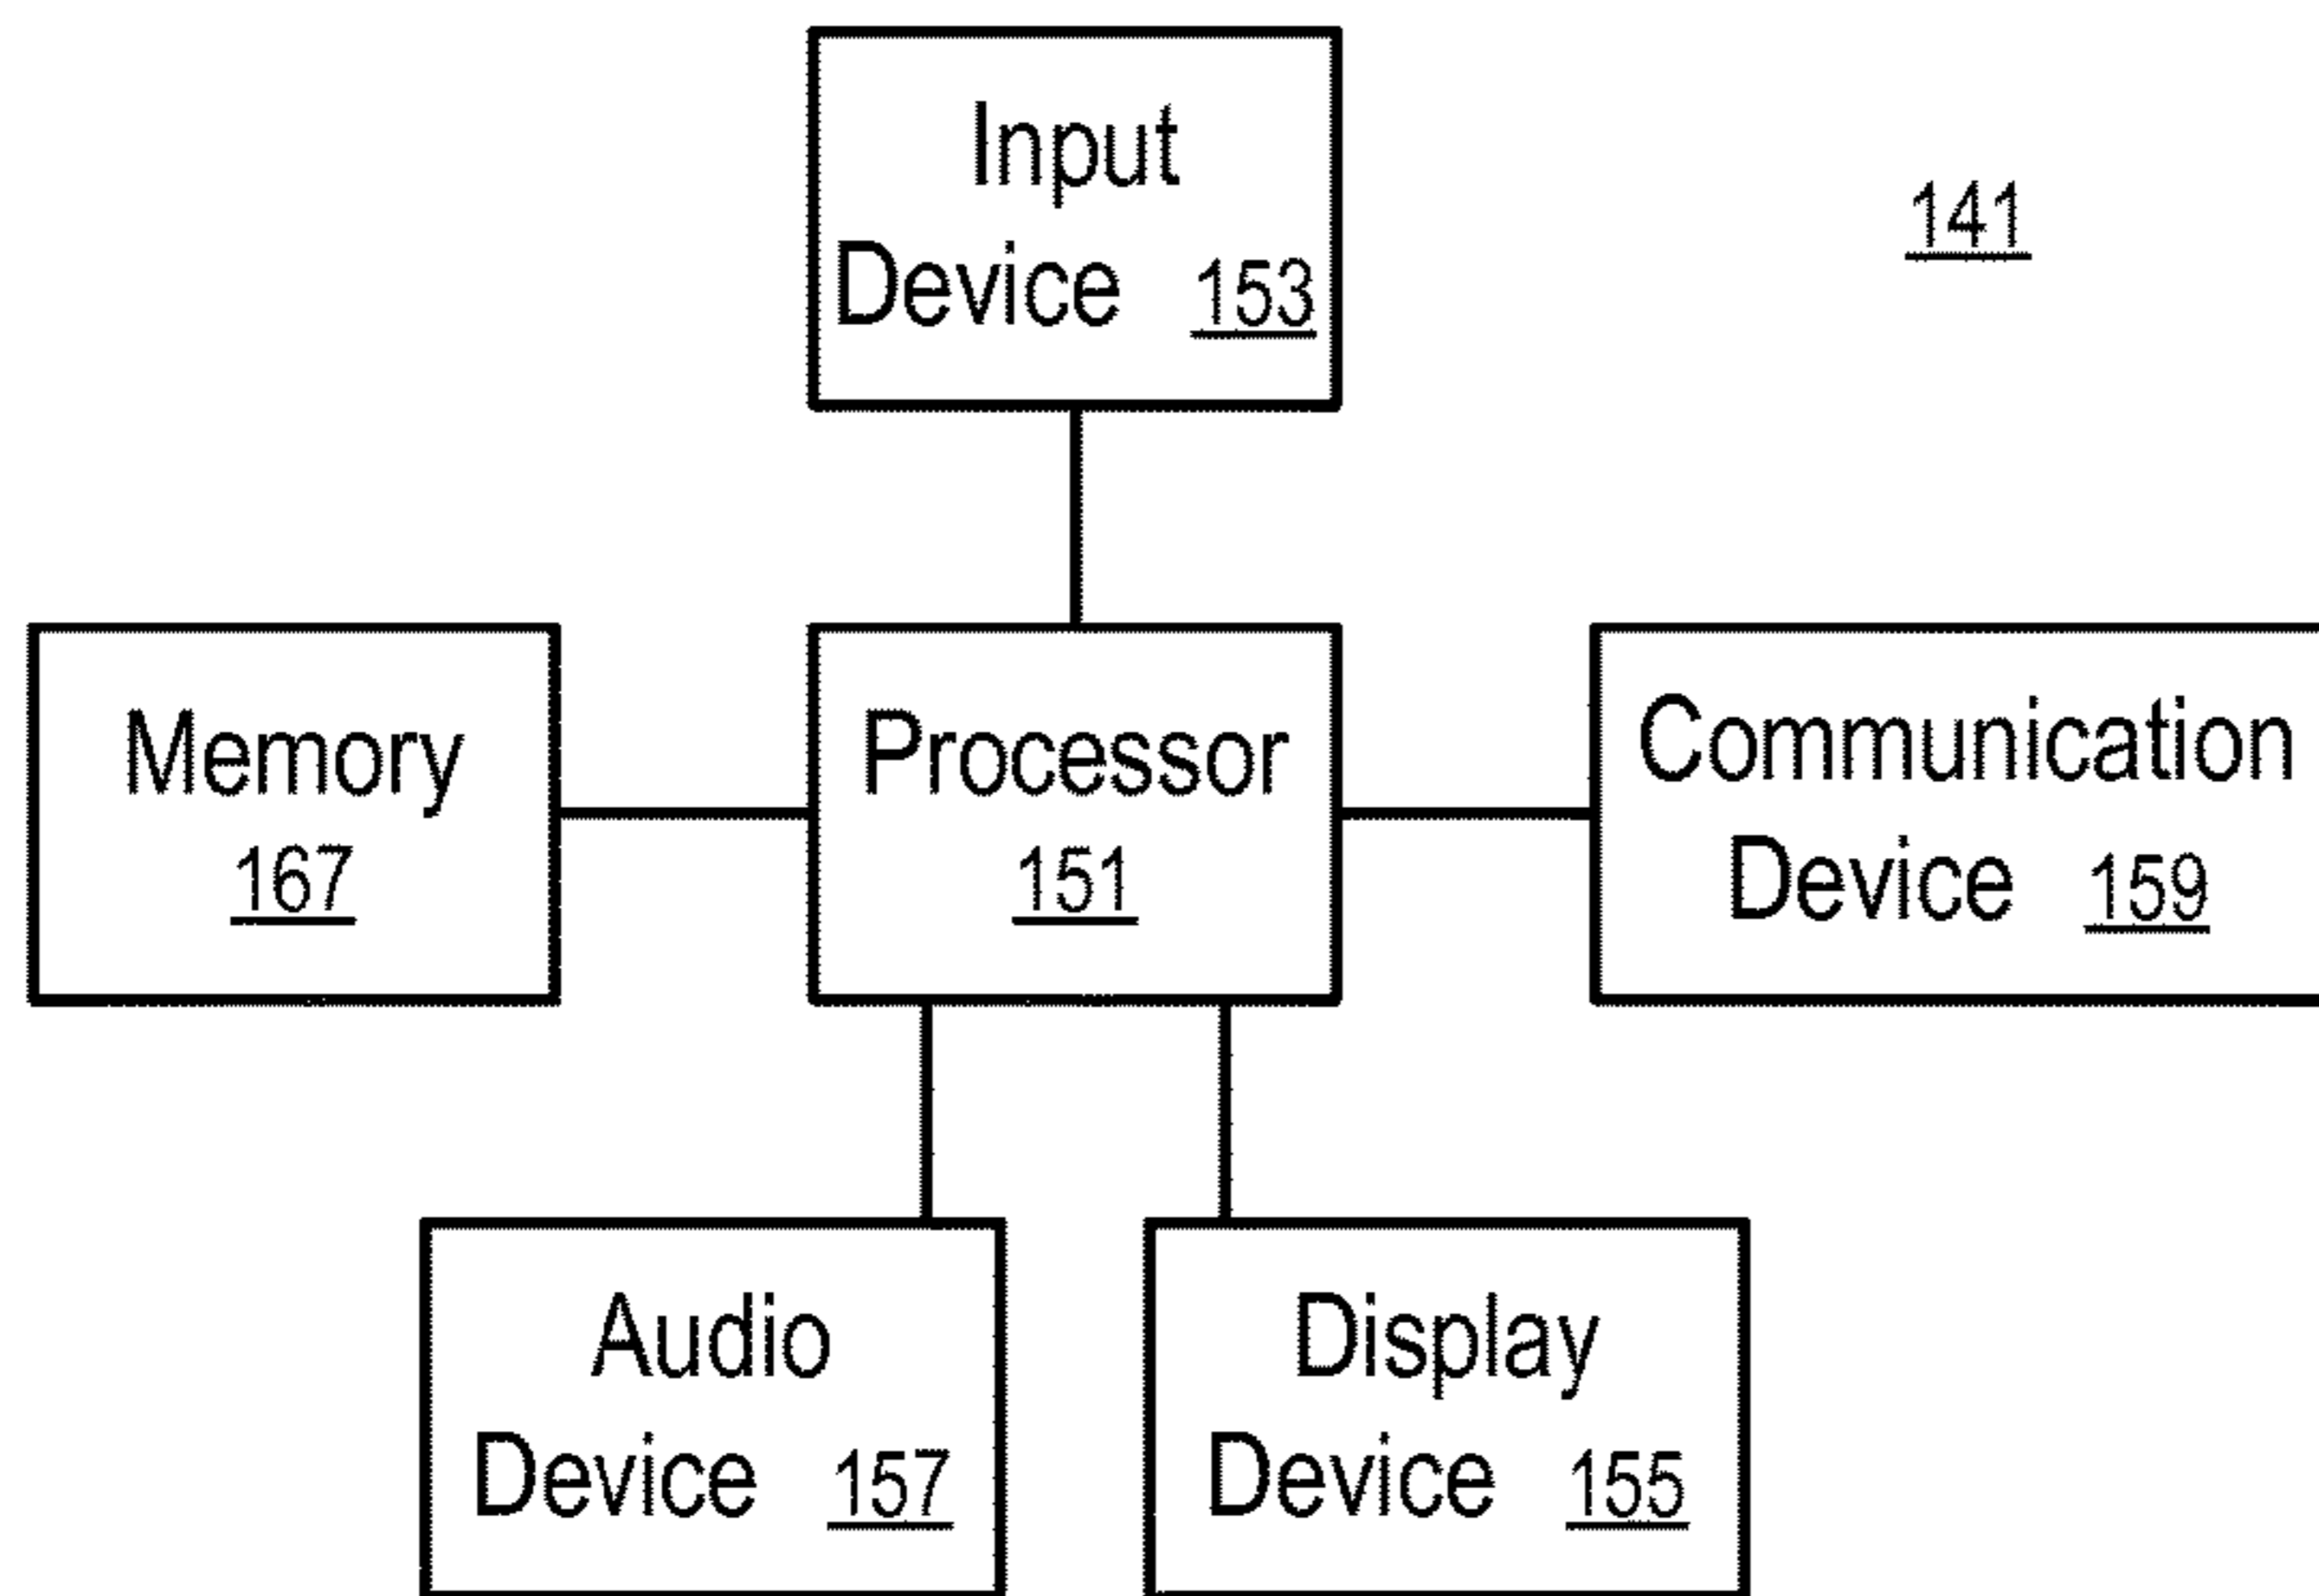 Input
Device 153
141
Memory
167
Processor
151
Communication
Device 159
Audio
Device 157
Display
Device 155